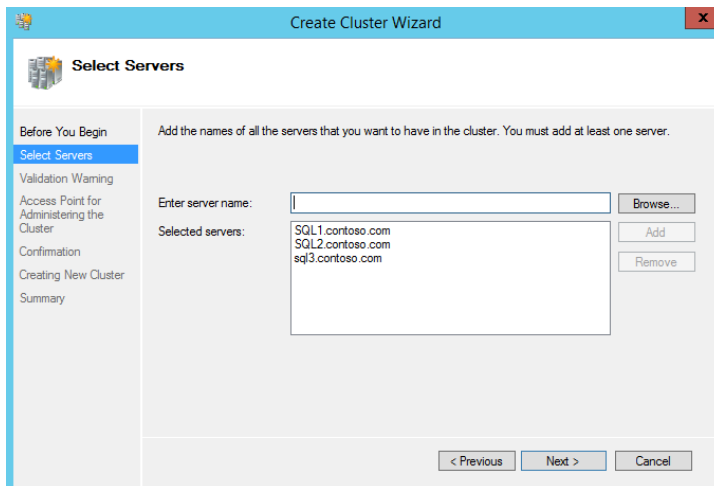 Create Cluster Wizard
x
Select Servers
Before You Begin
Select Servers
Validation Warning
Access Point for
Administering the
Cluster
Confirmation
Creating New Cluster
Summary
Add the names of all the servers that you want to have in the cluster. You must add at least one server.
Enter server name:
Browse...
Selected servers:
SQL1.contoso.com
SQL2.contoso.com
sql3.contoso.com
Add
Remove
< Previous
Next >
Cancel